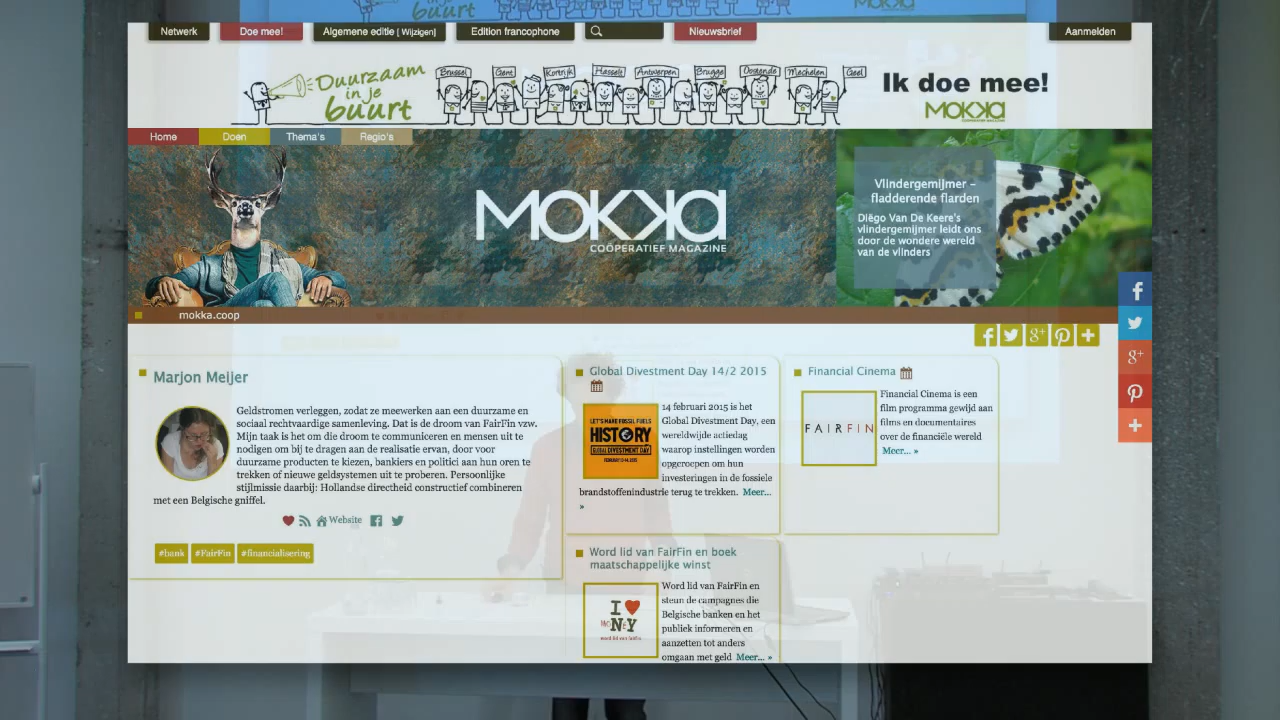 Netwerk
Doe mee!
Algemene editie [ Wijzigen]
Edition francophone
Nieuwsbrief
Aanmelden
Duurzaam
in je
buurt
Brussel
Gent
Kortrijk
Hasselt
Antwerpen
Brugge
Oostende
Mechelen
Geel
Ik doe mee!
MOKKA
COÖPERATIEF MAGAZINE
Home
Doen
Thema's
Regio's
MOKKA
COÖPERATIEF MAGAZINE
Vlindergemijmer –
fladderende flarden
Diëgo Van De Keere's
vlindergemijmer leidt ons
door de wondere wereld
van de vlinders
mokka.coop
Marjon Meijer
Geldstromen verleggen, zodat ze meewerken aan een duurzame en
sociaal rechtvaardige samenleving. Dat is de droom van FairFin vzw.
Mijn taak is het om die droom te communiceren en mensen uit te
nodigen om bij te dragen aan de realisatie ervan, door voor
duurzame producten te kiezen, bankiers en politici aan hun oren te
trekken of nieuwe geldsystemen uit te proberen. Persoonlijke
stijlmissie daarbij: Hollandse directheid constructief combineren
met een Belgische gniffel.
Website
#bank
#FairFin
#financialisering
Global Divestment Day 14/2 2015
LET'S MAKE FOSSIL FUELS
HISTORY
GLOBAL DIVESTMENT DAY
FEBRUARY 13-14, 2015
14 februari 2015 is het
Global Divestment Day, een
wereldwijde actiedag
waarop instellingen worden
opgeroepen om hun
investeringen in de fossiele
brandstoffenindustrie terug te trekken. Meer...
»
Financial Cinema
FAIRFIN
Financial Cinema is een
film programma gewijd aan
films en documentaires
over de financiële wereld
Meer... »
Word lid van FairFin en boek
maatschappelijke winst
I
MONEY
word lid van fairfin
Word lid van FairFin en
steun de campagnes die
Belgische banken en het
publiek informeren en
aanzetten tot anders
omgaan met geld Meer... »